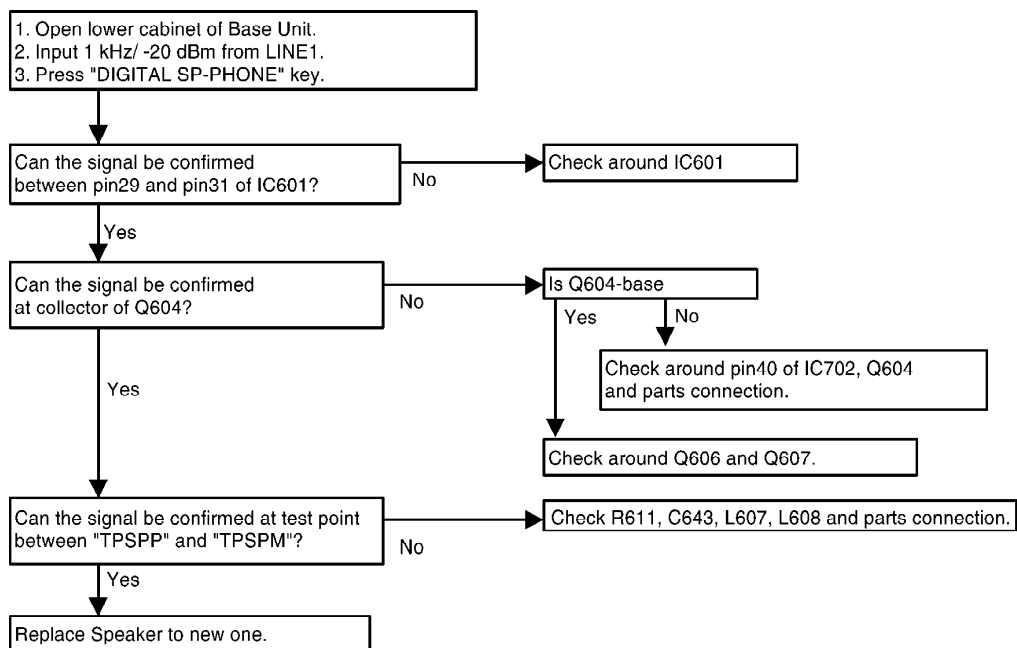 1. Open lower cabinet of Base Unit.
2. Input 1 kHz/ -20 dBm from LINE1.
3. Press "DIGITAL SP-PHONE" key.
Can the signal be confirmed
between pin29 and pin31 of IC601?
No
Check around IC601
Yes
Can the signal be confirmed
at collector of Q604?
No
Is Q604-base
Yes
No
Check around pin40 of IC702, Q604
and parts connection.
Yes
Check around Q606 and Q607.
Can the signal be confirmed at test point
between "TPSPP" and "TPSPM"?
No
Check R611, C643, L607, L608 and parts connection.
Yes
Replace Speaker to new one.